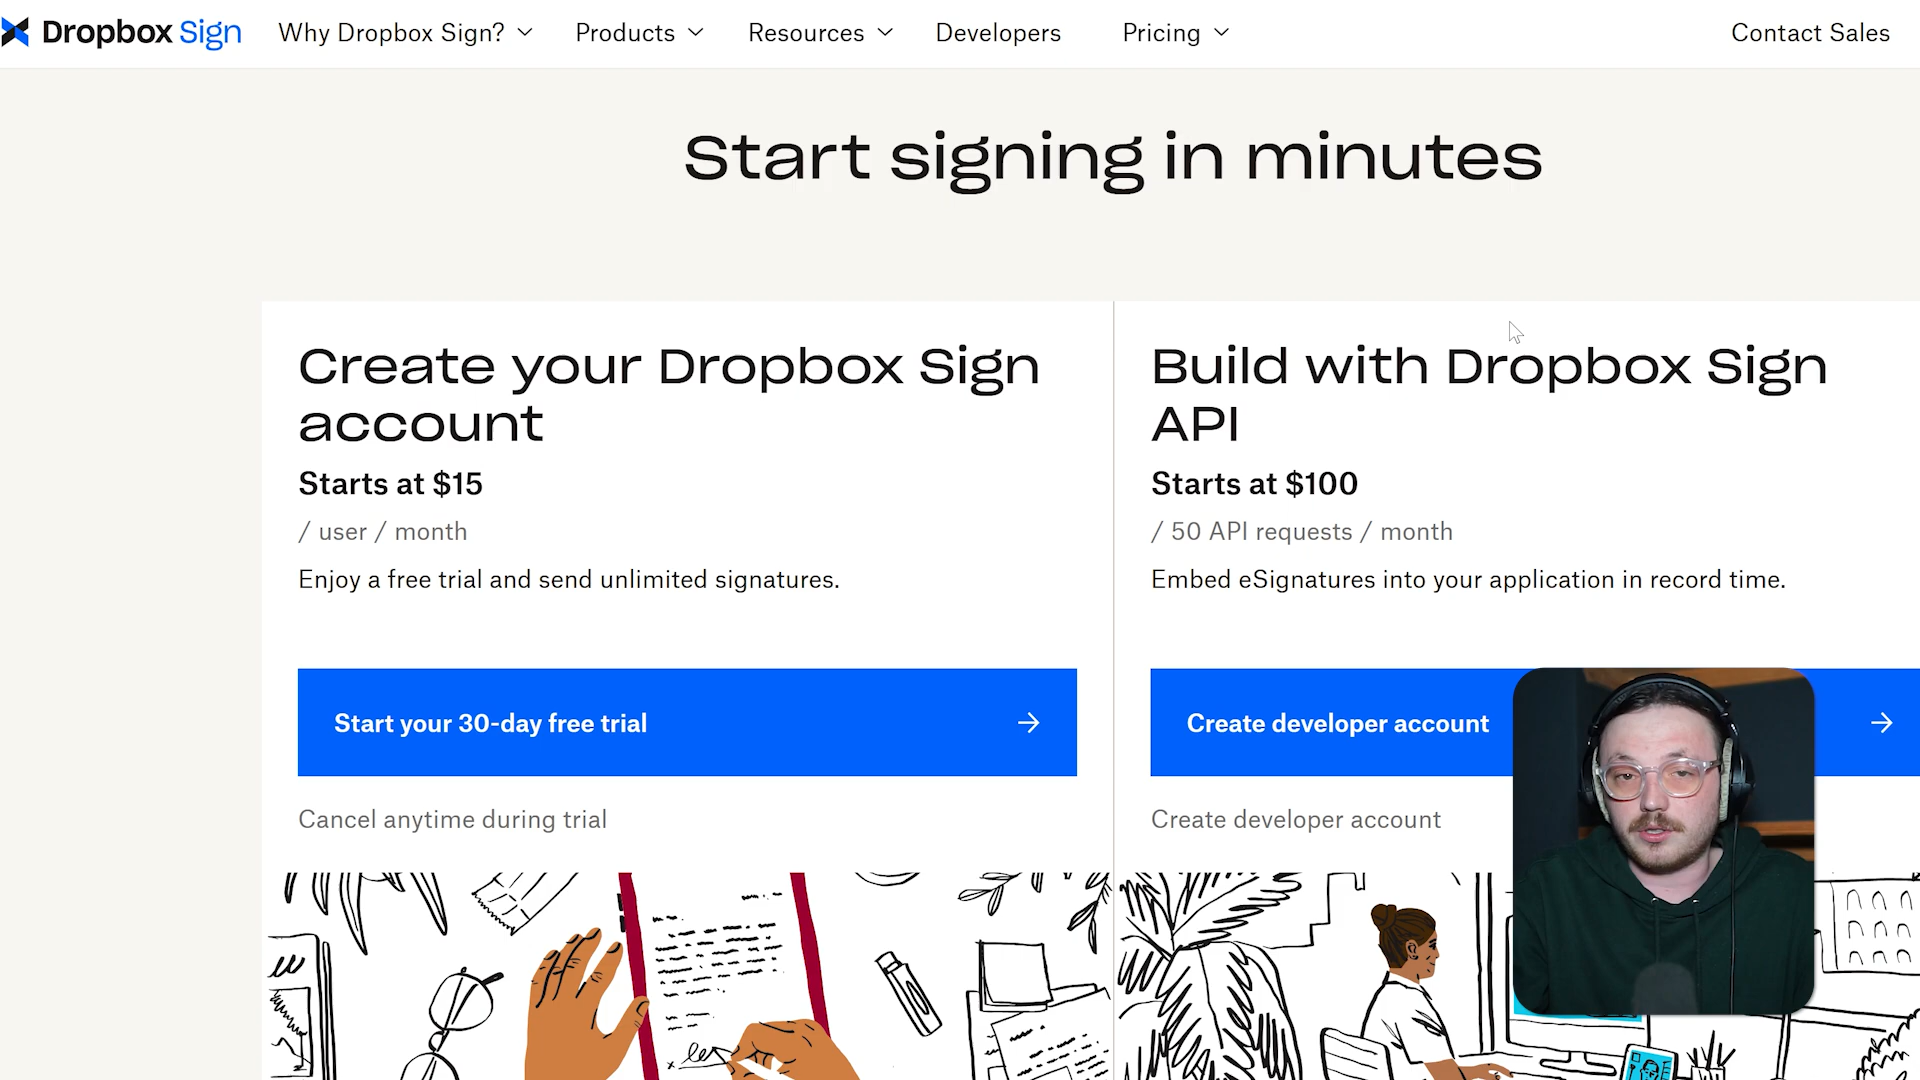 Dropbox Sign Why Dropbox Sign? Products Resources Developers Pricing Contact Sales
Start signing in minutes
Create your Dropbox Sign
account
Starts at $15
/ user / month
Enjoy a free trial and send unlimited signatures.
Start your 30-day free trial
Cancel anytime during trial
Build with Dropbox Sign
API
Starts at $100
/ 50 API requests / month
Embed eSignatures into your application in record time.
Create developer account
Create developer account